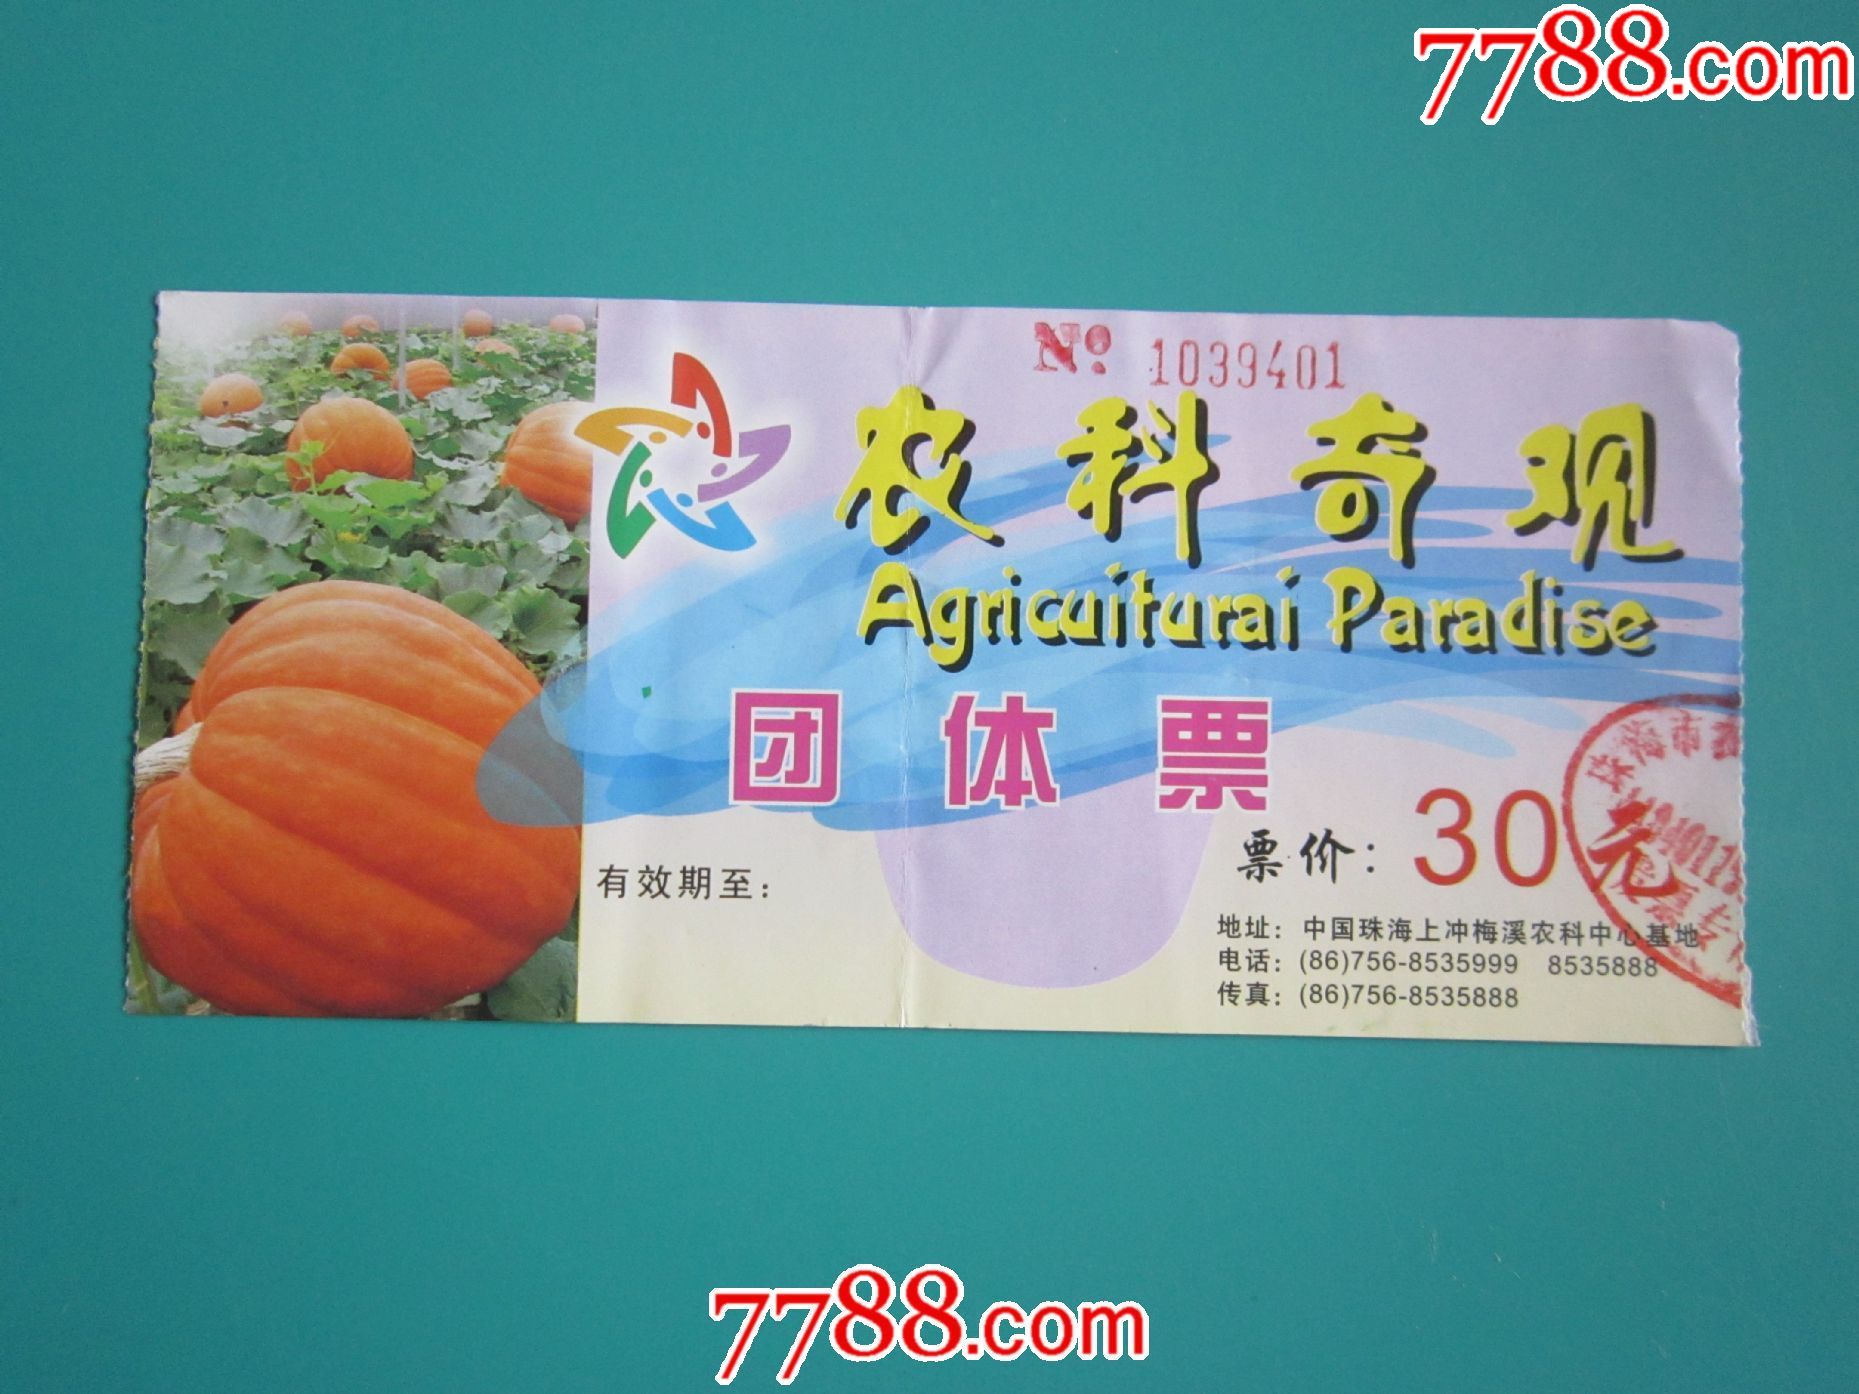 7788.com
№ 1039401
农科奇观
Agricuiturai Paradise
团体票
票价：30元
有效期至：
地址：中国珠海上冲梅溪农科中心基地
电话：(86)756-8535999 8535888
传真：(86)756-8535888
7788.com